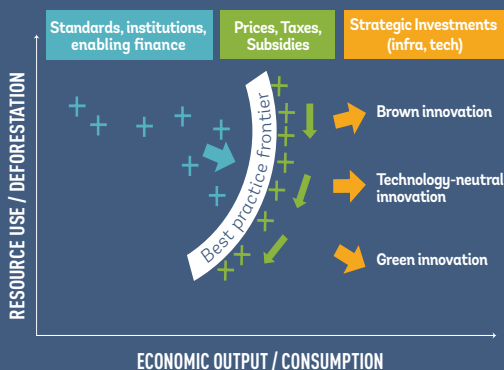 Standards, institutions,
enabling finance
Prices, Taxes,
Subsidies
Strategic Investments
(infra, tech)
RESOURCE USE / DEFORESTATION
Best practice frontier
Brown innovation
Technology-neutral
innovation
Green innovation
ECONOMIC OUTPUT / CONSUMPTION